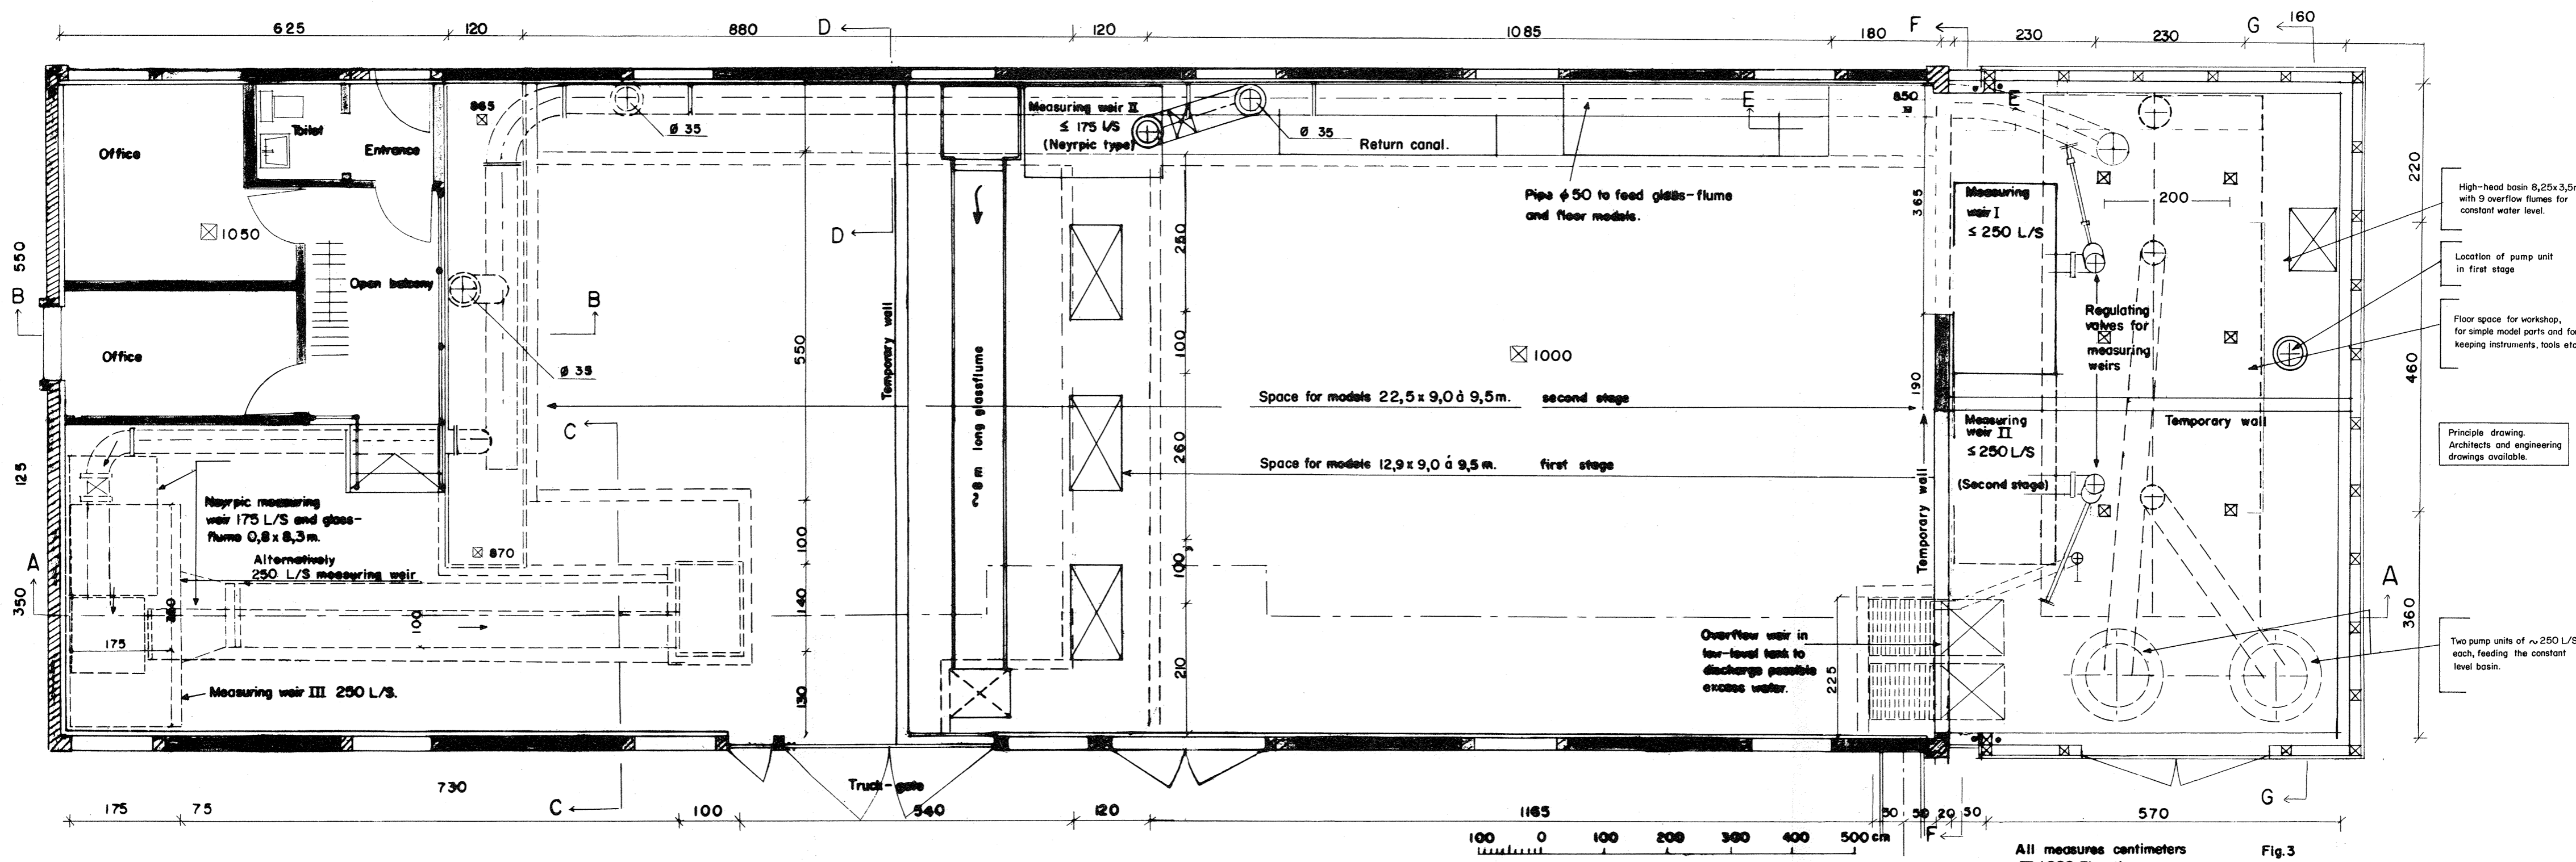 625 120 880 D 120 1085 180 F 230 230 G 160
Office
Toilet
Entrance
865
Ø 35
Measuring weir II
≤ 175 L/S
(Neyrpic type)
Ø 35
Return canal.
E
850
E
Pipe ϕ 50 to feed glass-flume
and floor models.
365
Measuring
weir I
≤ 250 L/S
200
220
High-head basin 8,25x3,5
with 9 overflow flumes for
constant water level.
Location of pump unit
in first stage
Floor space for workshop,
for simple model parts and
keeping instruments, tools
1050
D
250
550
B
Open balcony
B
Office
Ø 35
550
Temporary wall
~8 m long glassflume
100
1000
Regulating
valves for
measuring
weirs
190
460
Space for models 22,5 x 9,0 à 9,5 m. second stage
Space for models 12,9 x 9,0 á 9,5 m. first stage
260
Temporary wall
Measuring
weir II
≤ 250 L/S
(Second stage)
Temporary wall
Principle drawing.
Architects and engineering
drawings available.
125
C
Neyrpic measuring
weir 175 L/S and glass-
flume 0,8 x 8,3 m.
Alternatively
250 L/S measuring weir
870
100
100
A
350
175
100
140
A
360
Overflow weir in
low-level tank to
discharge possible
excess water.
225
210
130
Measuring weir III 250 L/S.
Two pump units of ~ 250 L/S
each, feeding the constant
level basin.
730
C
Truck-gate
G
175 75 100 540 120 1165 50 50 20 30 570
F
100 0 100 200 300 400 500 cm
All measures centimeters
Fig.3